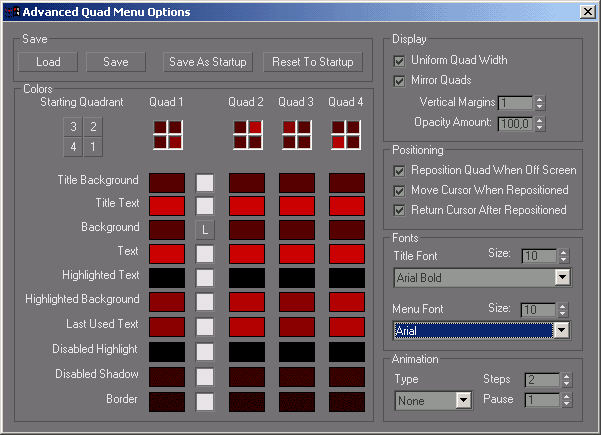 Advanced Quad Menu Options
Save
Load
Save
Save As Startup
Reset To Startup
Colors
Starting Quadrant
Quad 1
Quad 2
Quad 3
Quad 4
3 2
4 1
Title Background
Title Text
Background
L
Text
Highlighted Text
Highlighted Background
Last Used Text
Disabled Highlight
Disabled Shadow
Border
Display
Uniform Quad Width
Mirror Quads
Vertical Margins 1
Opacity Amount: 100,0
Positioning
Reposition Quad When Off Screen
Move Cursor When Repositioned
Return Cursor After Repositioned
Fonts
Title Font
Size: 10
Arial Bold
Menu Font
Size: 10
Arial
Animation
Type
Steps 2
None
Pause 1